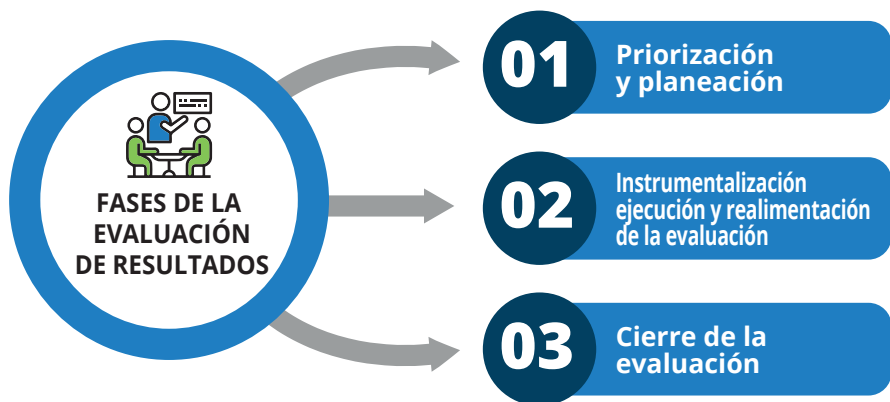 FASES DE LA
EVALUACIÓN
DE RESULTADOS
01
Priorización
y planeación
02
Instrumentalización
ejecución y realimentación
de la evaluación
03
Cierre de la
evaluación